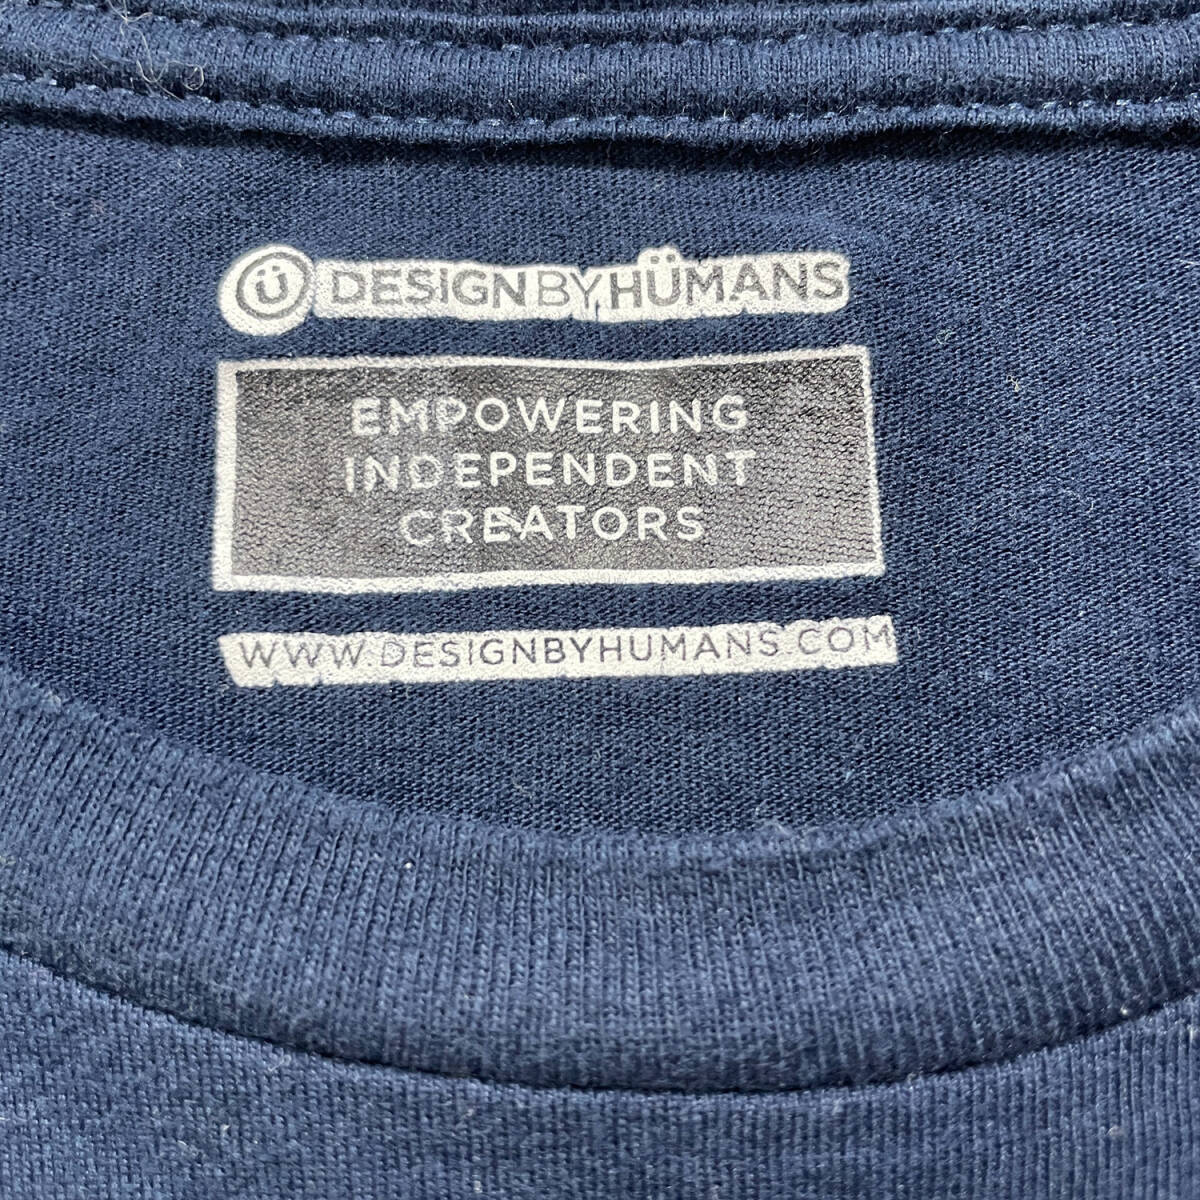 Ü DESIGNBYHÜMANS
EMPOWERING
INDEPENDENT
CREATORS
WWW.DESIGNBYHUMANS.COM